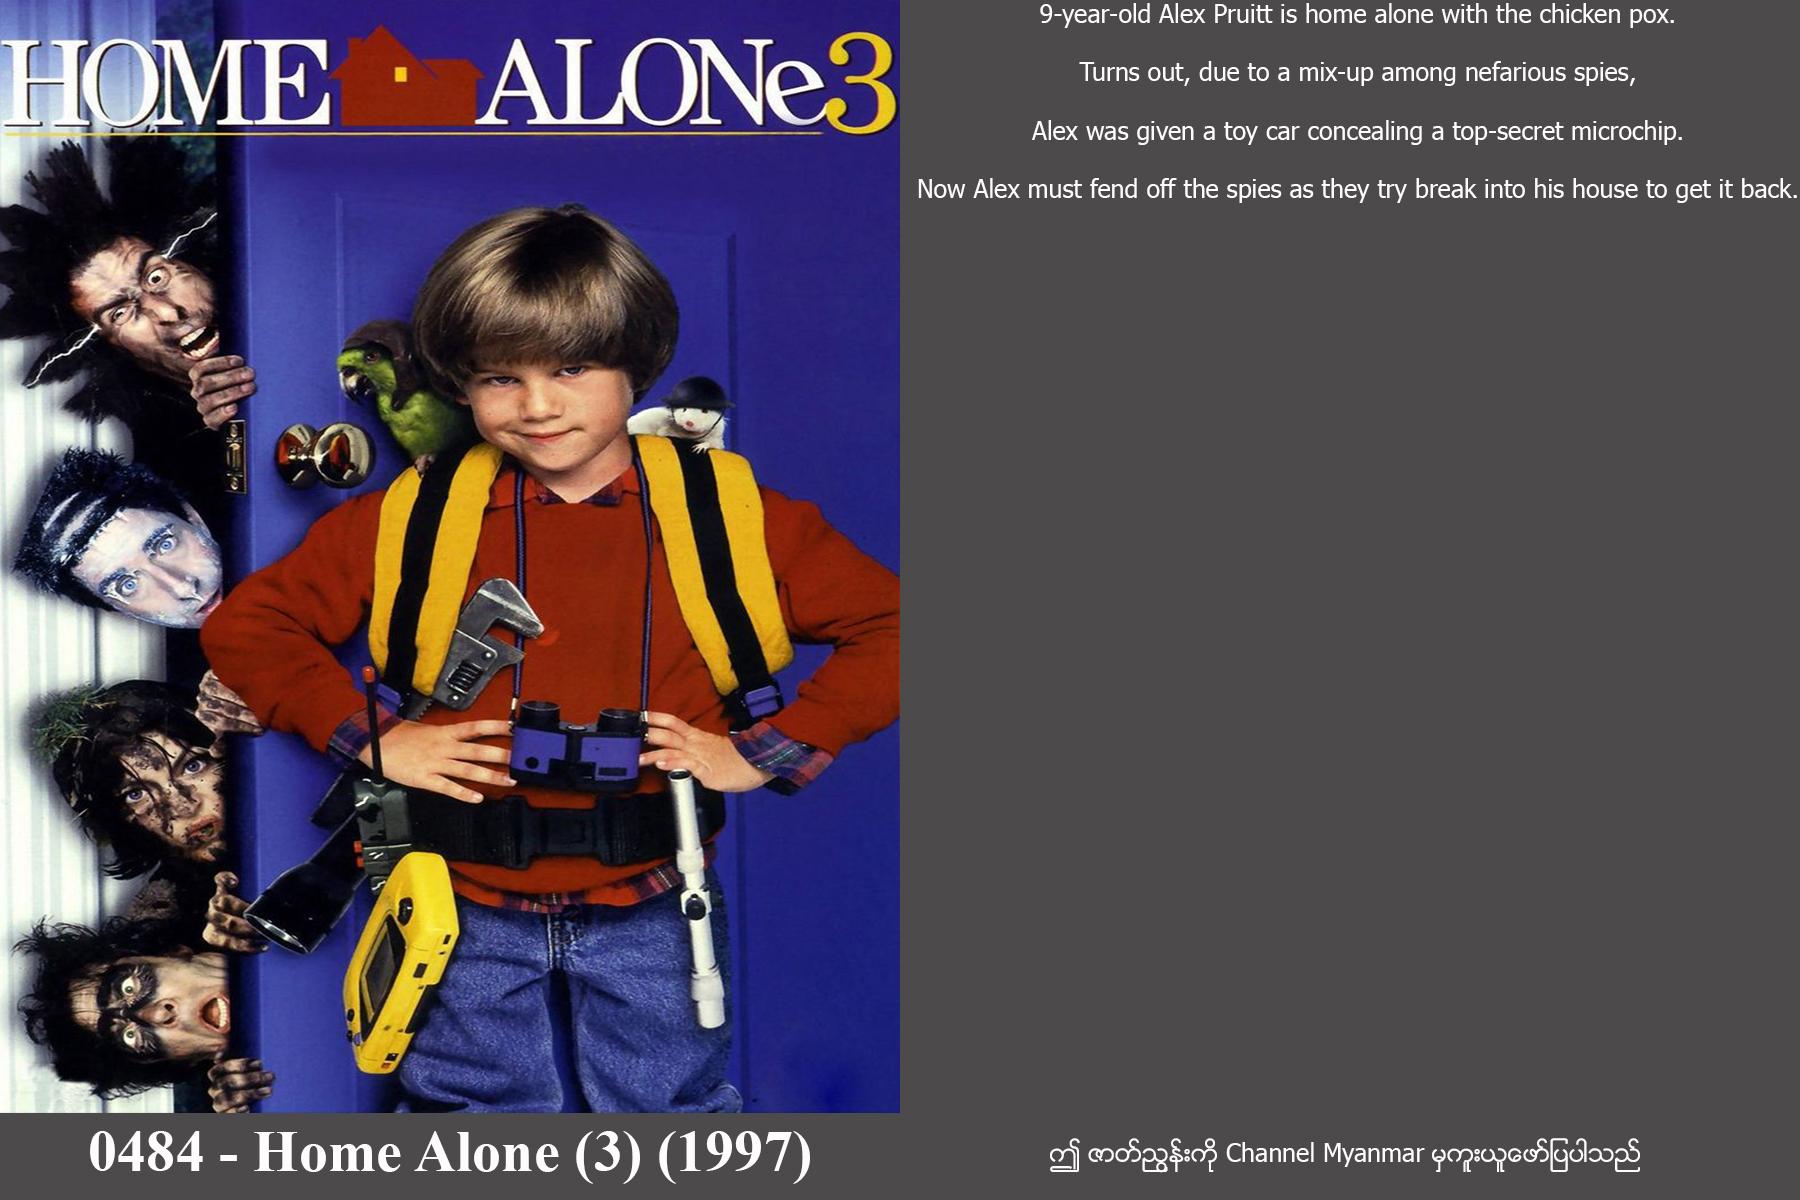 HOME ALONe3
9-year-old Alex Pruitt is home alone with the chicken pox.
Turns out, due to a mix-up among nefarious spies,
Alex was given a toy car concealing a top-secret microchip.
Now Alex must fend off the spies as they try break into his house to get it back.
0484 - Home Alone (3) (1997)
ဤ ဇာတ်ညွှန်းကို Channel Myanmar မှကူးယူဖော်ပြပါသည်